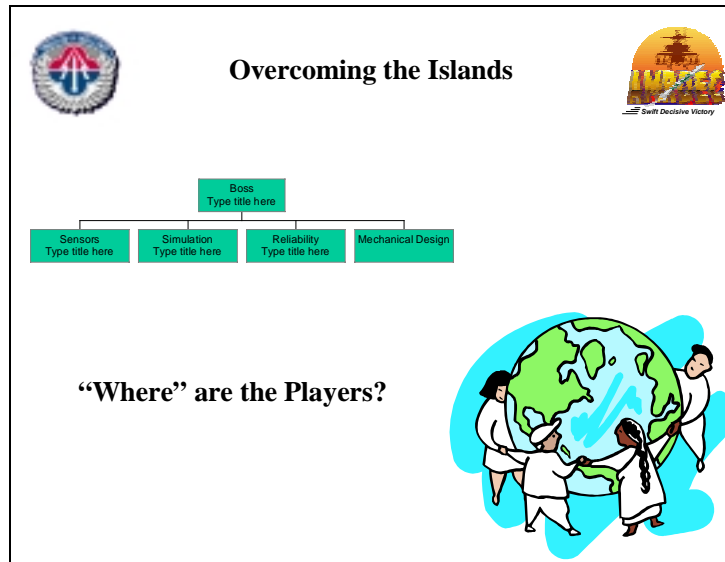 Overcoming the Islands
AMRDEC
Swift Decisive Victory
Boss
Type title here
Sensors
Type title here
Simulation
Type title here
Reliability
Type title here
Mechanical Design
“Where” are the Players?